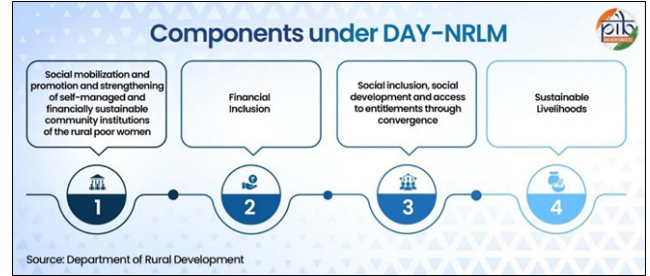 Components under DAY-NRLM
pib
Social mobilization and
promotion and strengthening
of self-managed and
financially sustainable
community institutions
of the rural poor women
Financial
Inclusion
Social inclusion, social
development and access
to entitlements through
convergence
Sustainable
Livelihoods
1
2
3
4
Source: Department of Rural Development